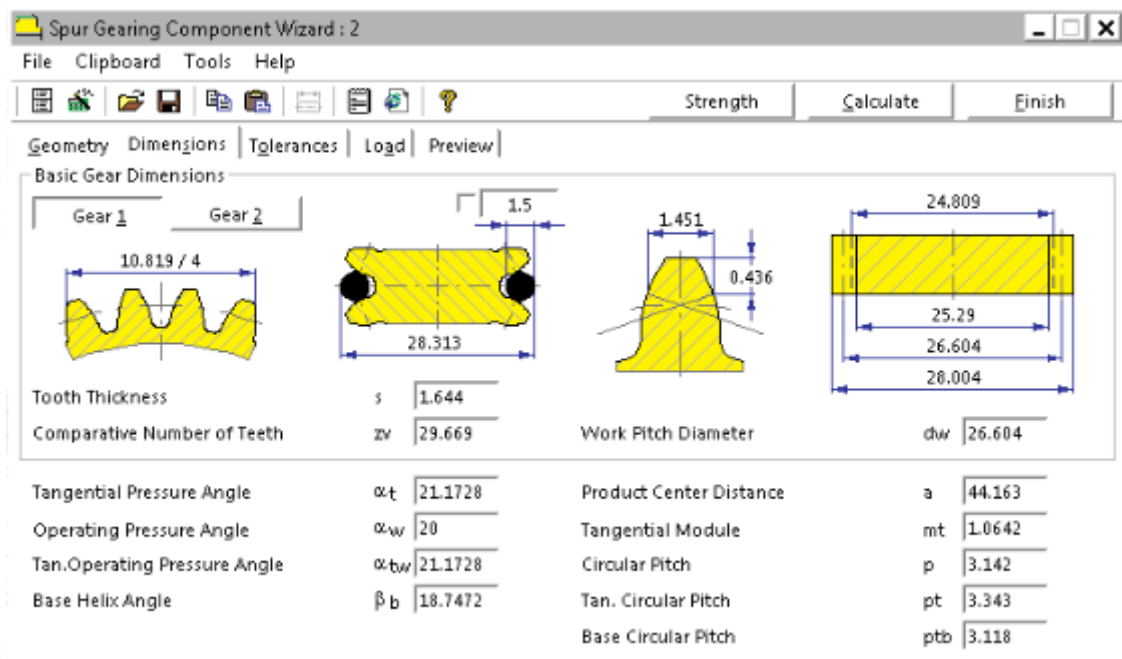 Spur Gearing Component Wizard : 2
File Clipboard Tools Help
Strength Calculate Finish
Geometry Dimensions Tolerances Load Preview
Basic Gear Dimensions
Gear 1 Gear 2
1.5
10.819 / 4
28.313
1.451
0.436
24.809
25.29
26.604
28.004
Tooth Thickness s 1.644
Comparative Number of Teeth zv 29.669 Work Pitch Diameter dw 26.604
Tangential Pressure Angle αt 21.1728 Product Center Distance a 44.163
Operating Pressure Angle αw 20 Tangential Module mt 1.0642
Tan.Operating Pressure Angle αtw 21.1728 Circular Pitch p 3.142
Base Helix Angle βb 18.7472 Tan. Circular Pitch pt 3.343
Base Circular Pitch ptb 3.118